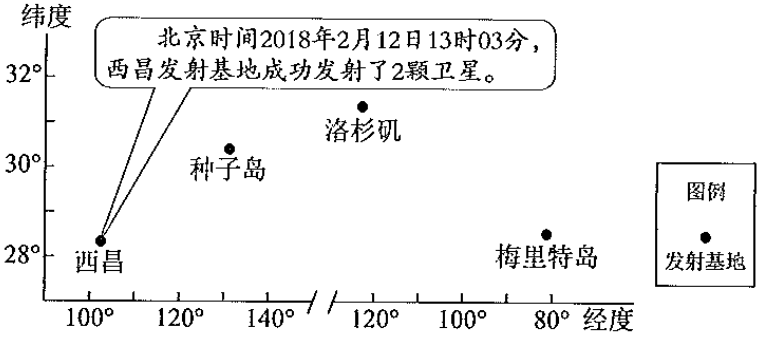 纬度
北京时间2018年2月12日13时03分,
西昌发射基地成功发射了2颗卫星。
32°
洛杉矶
30°
种子岛
图例
28°
西昌
梅里特岛
发射基地
100° 120° 140° 120° 100° 80° 经度